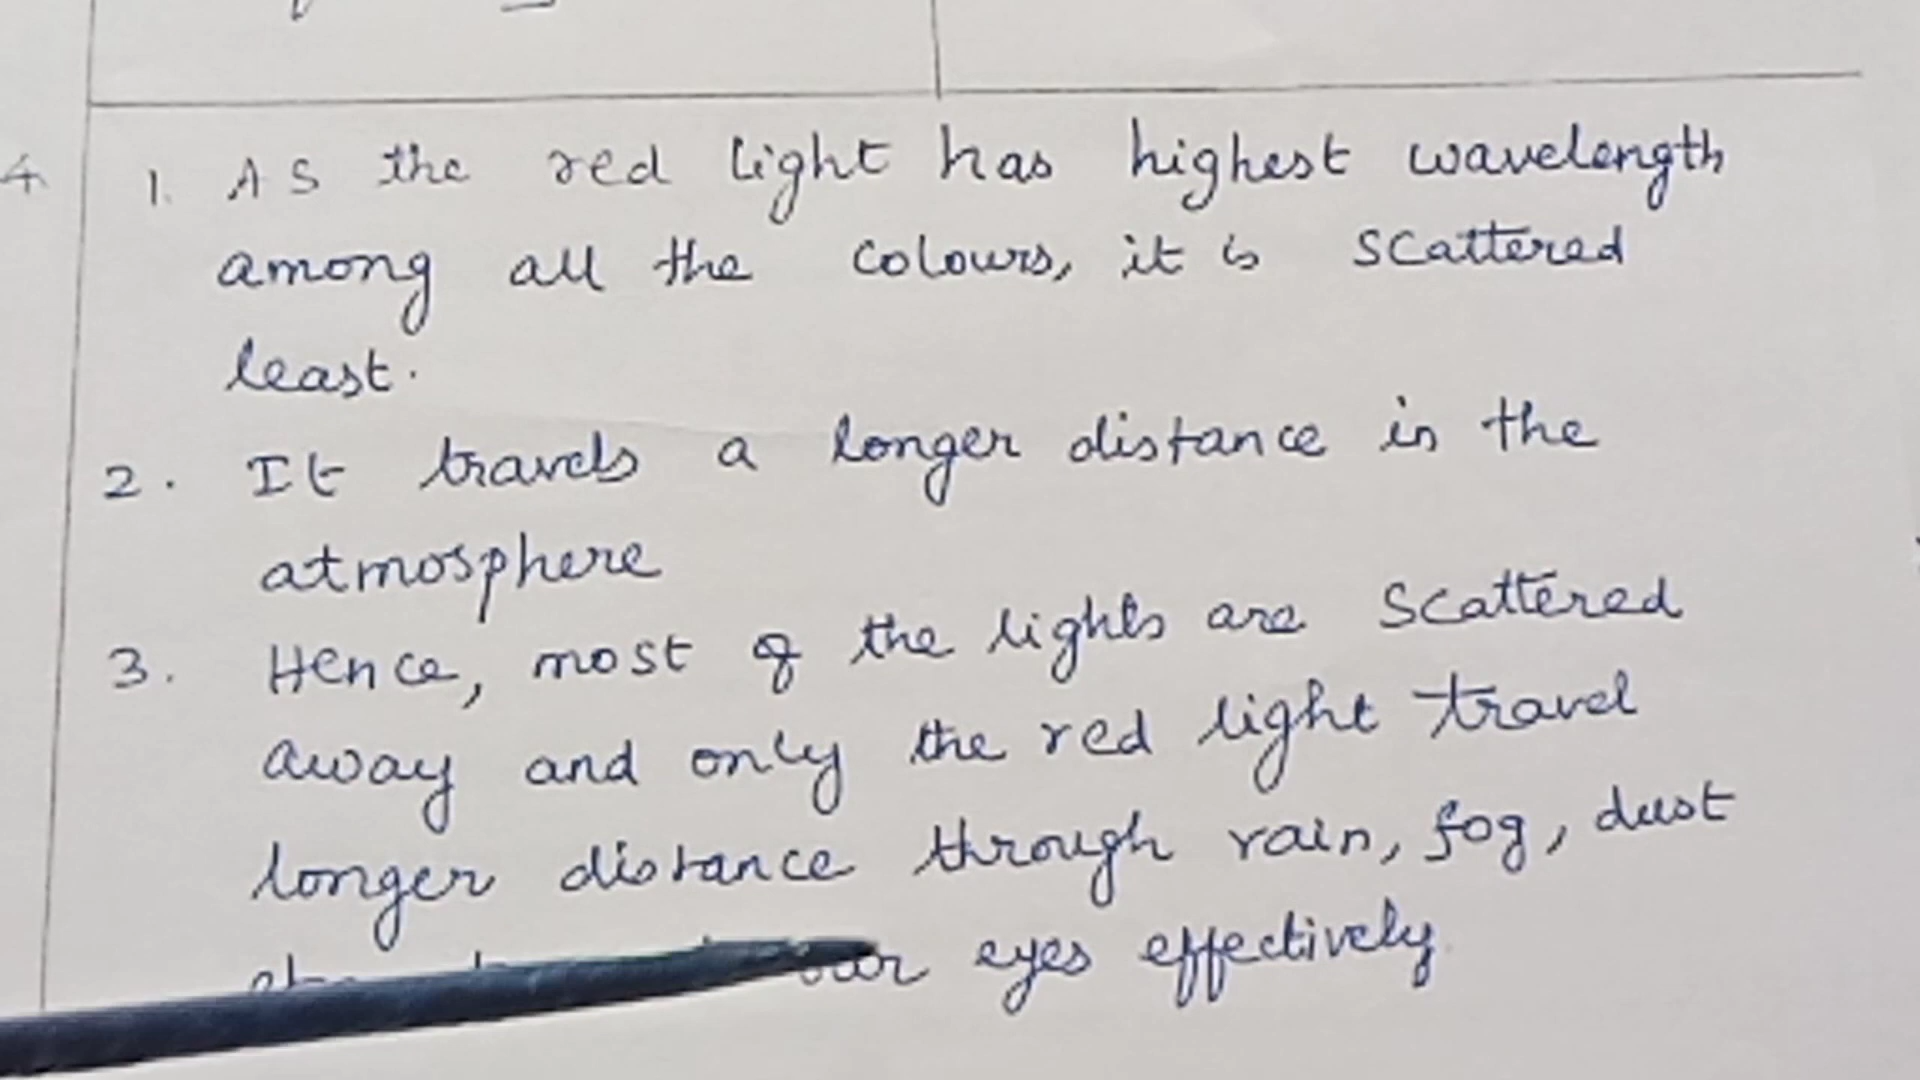 4
1. As the red light has highest wavelength
among all the colours, it is scattered
least.
2. It travels a longer distance in the
atmosphere
3. Hence, most of the lights are scattered
away and only the red light travel
longer distance through rain, fog, dust
our eyes effectively.